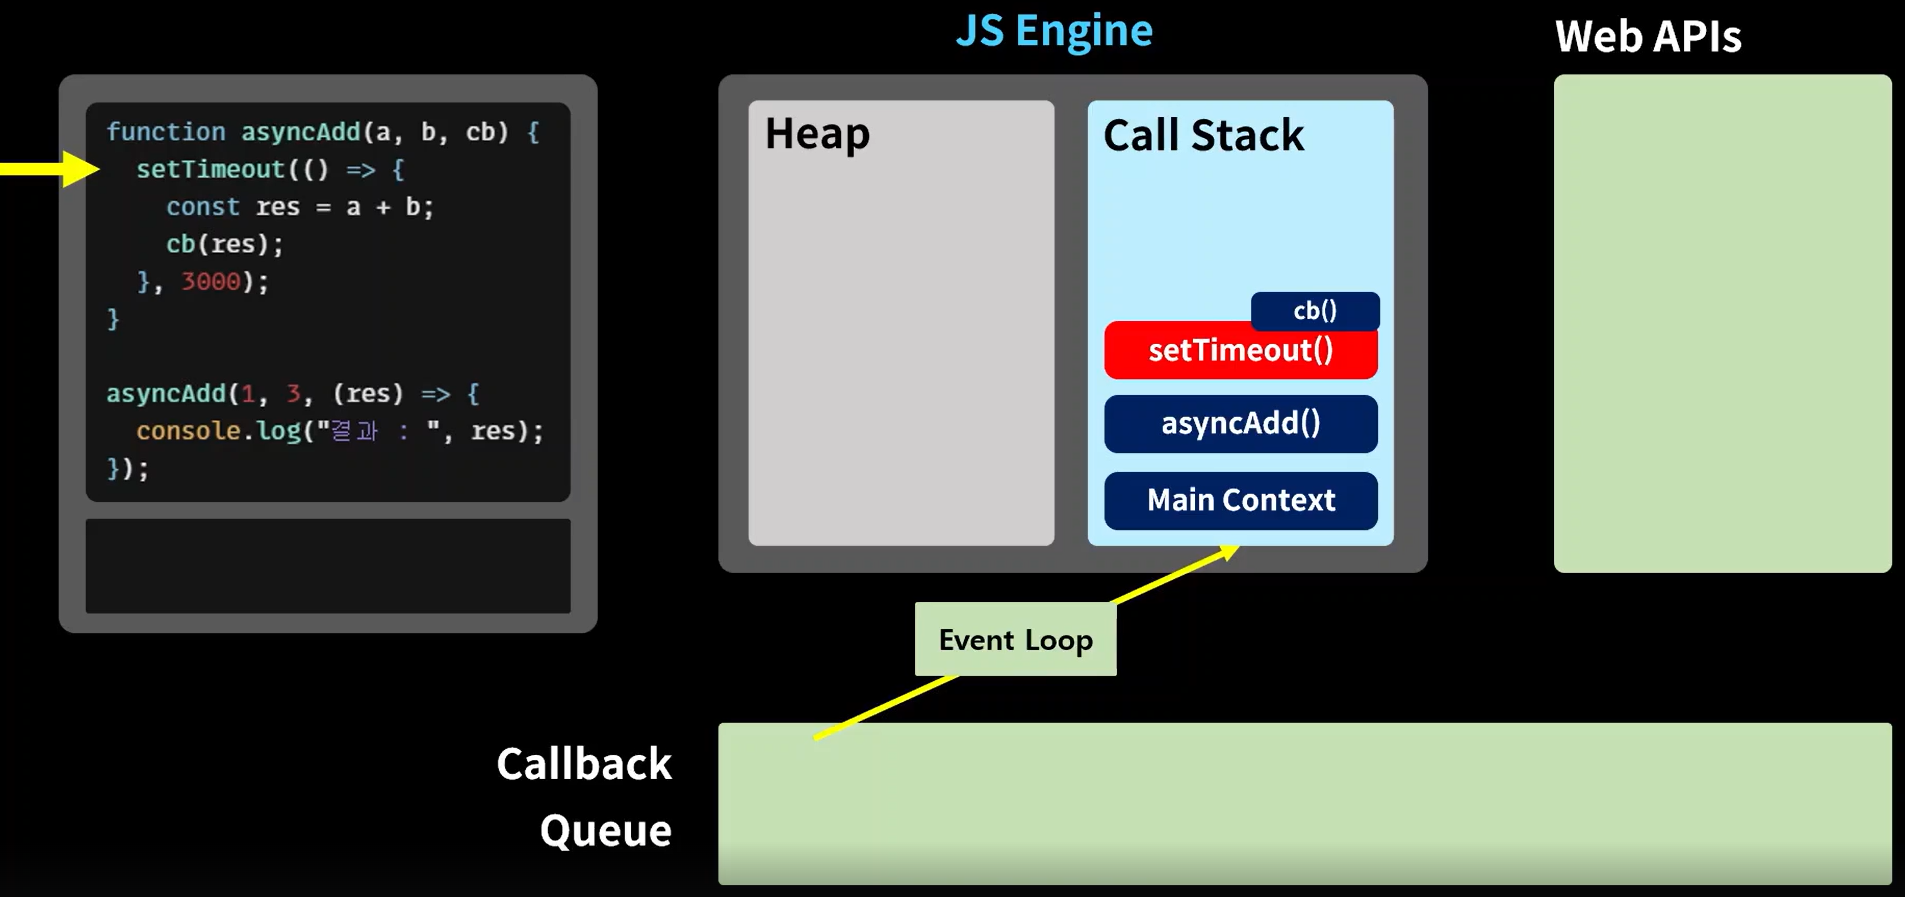 JS Engine
Web APIs
function asyncAdd(a, b, cb) {
setTimeout(() => {
const res = a + b;
cb(res);
}, 3000);
}
asyncAdd(1, 3, (res) => {
console.log("결과 : ", res);
});
Heap
Call Stack
cb()
setTimeout()
asyncAdd()
Main Context
Event Loop
Callback
Queue